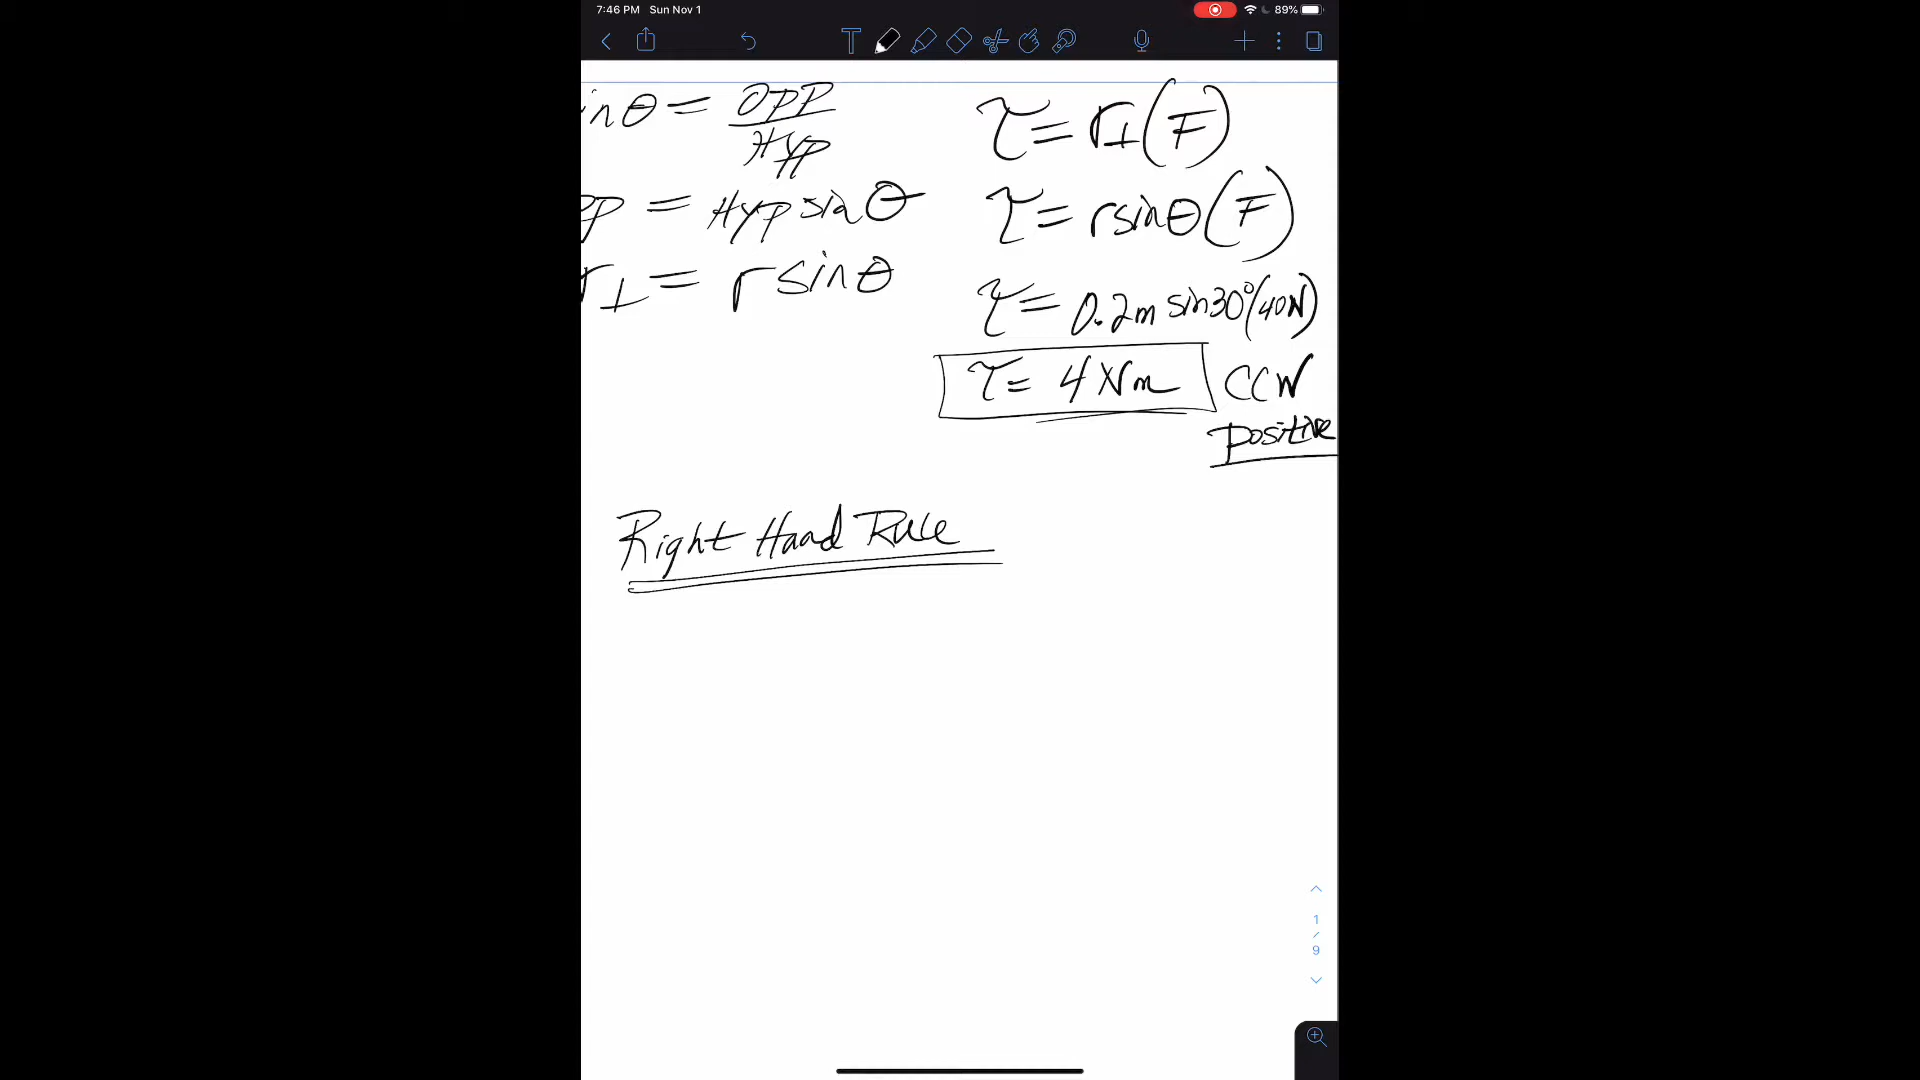 7:46 PM Sun Nov 1
89%
inθ = OPP/Hyp
PP = Hyp sinθ
r⊥ = r sinθ
τ = r⊥(F)
τ = r sinθ(F)
τ = 0.2m sin30°(40N)
τ = 4 Nm CCW
positive
Right Hand Rule
1
/
9